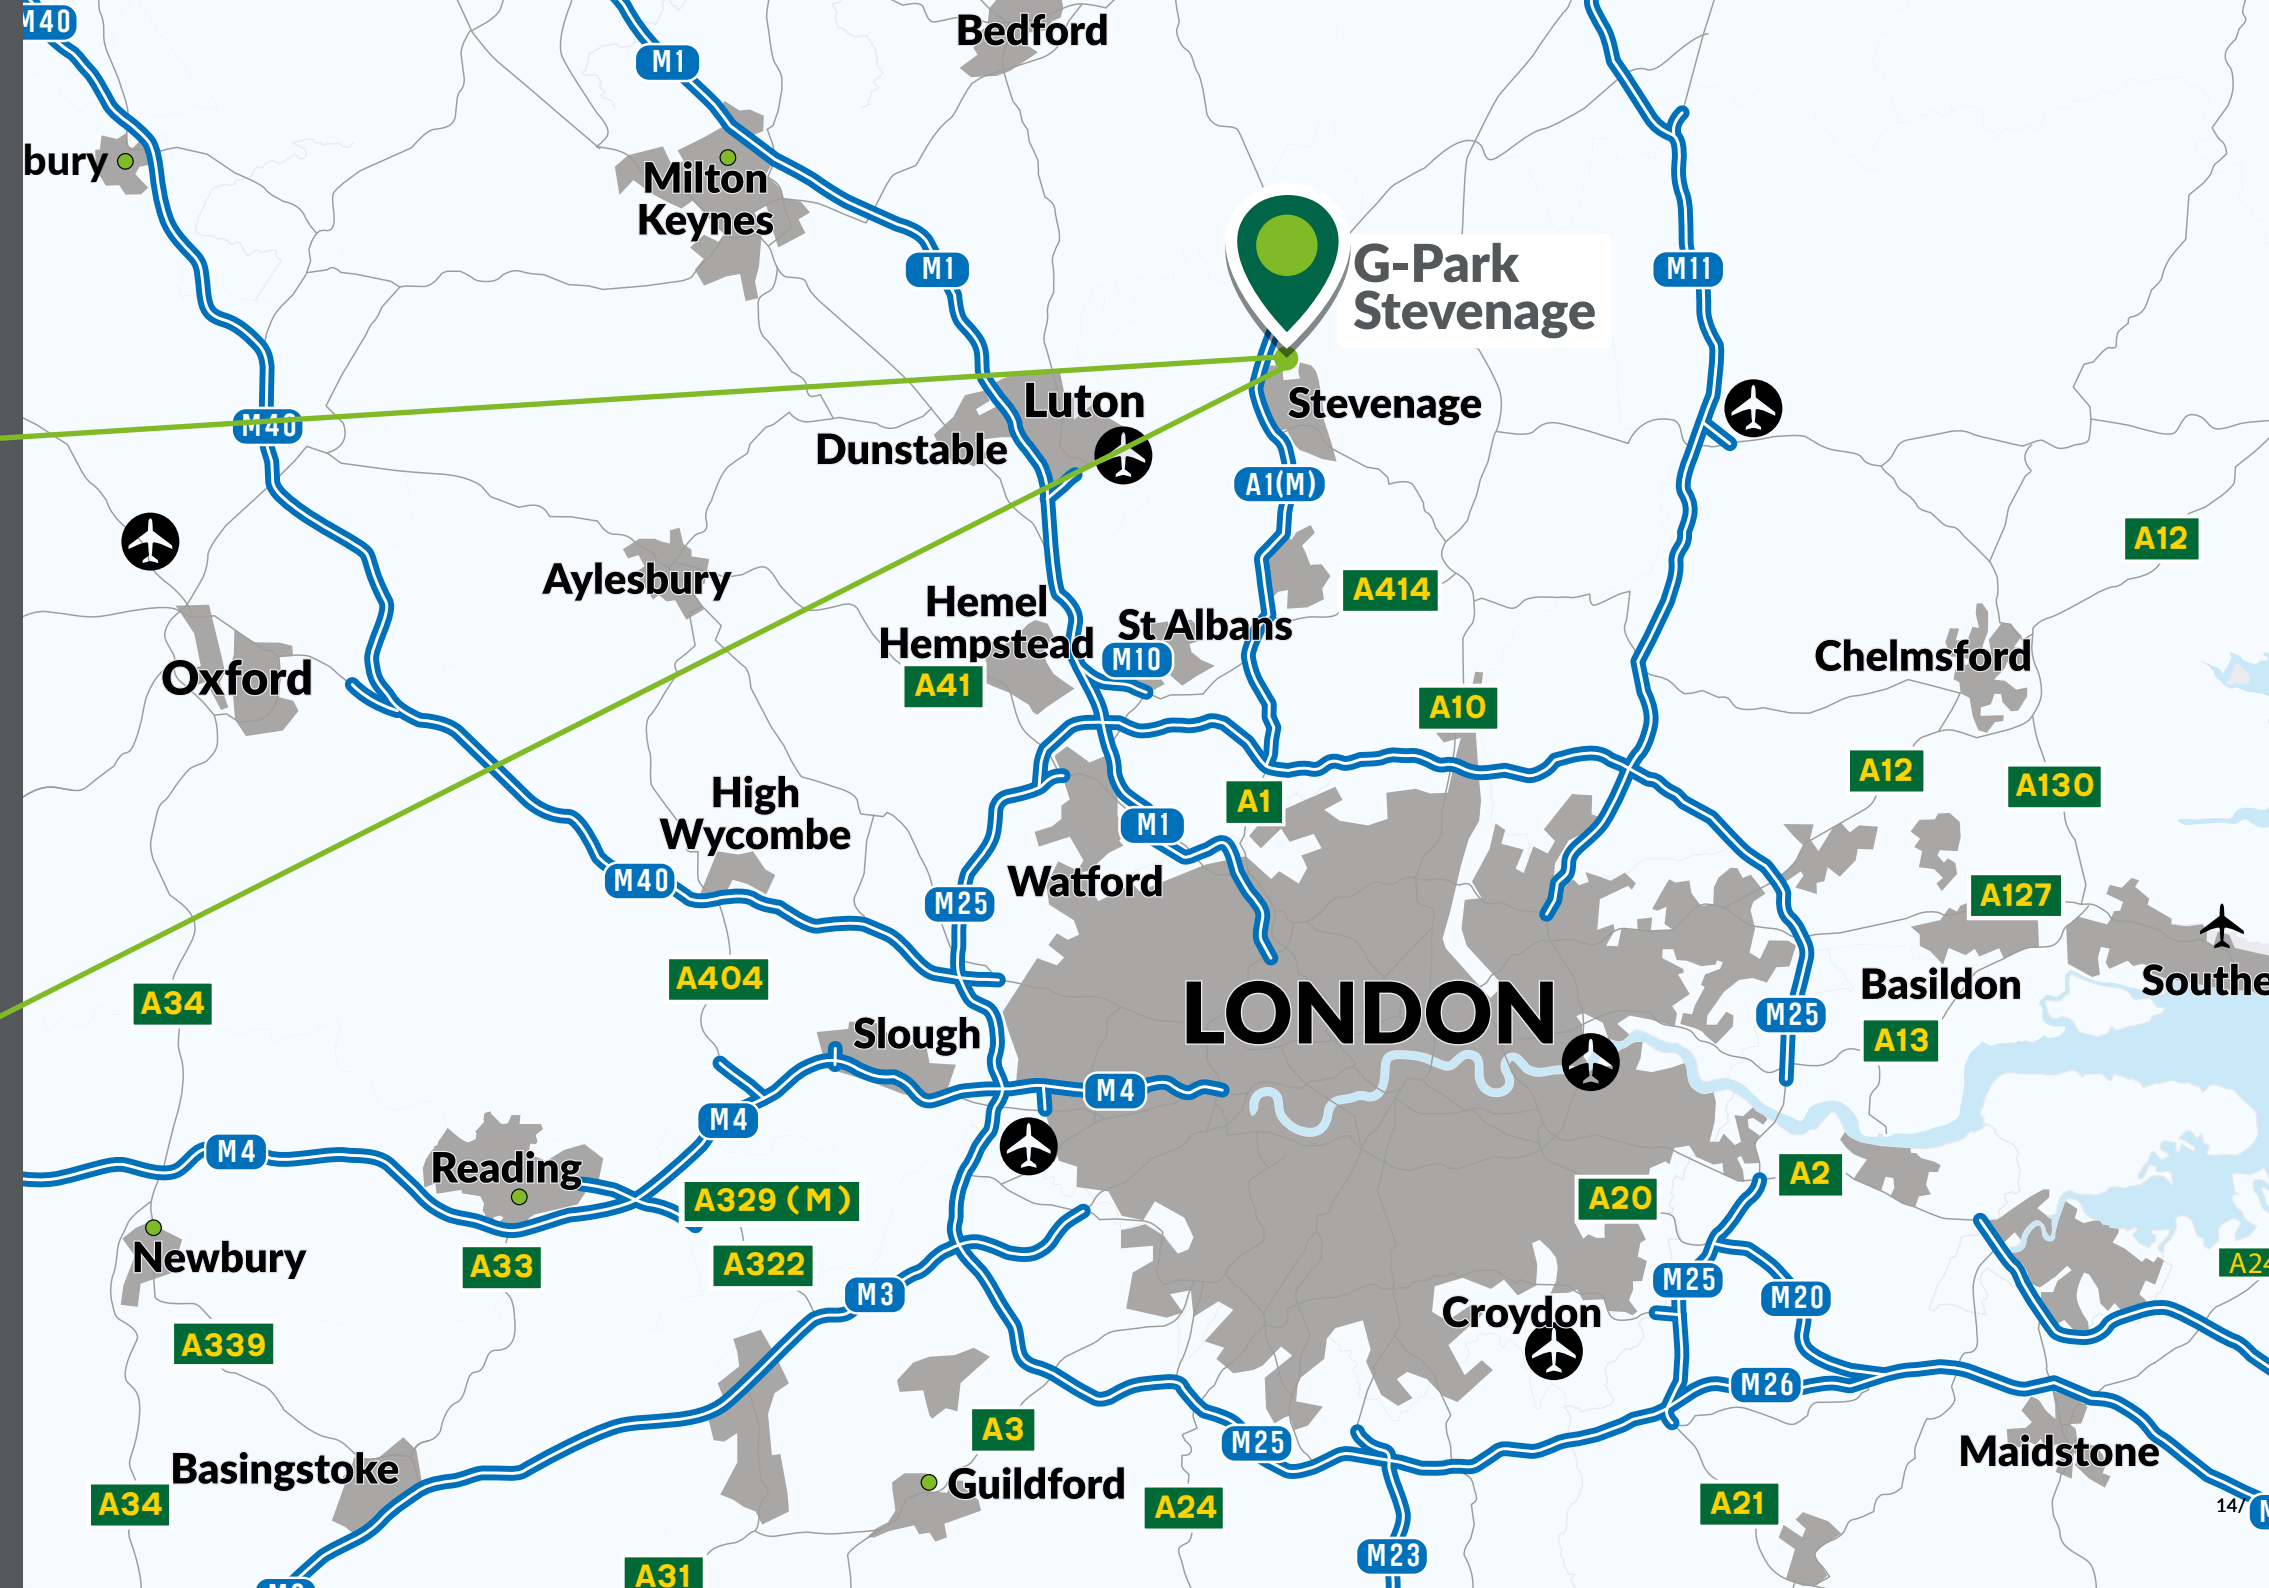 M40
Bedford
M1
bury
Milton
Keynes
M1
G-Park
Stevenage
M11
Luton
Stevenage
M40
Dunstable
A1(M)
A12
Aylesbury
A414
Hemel
Hempstead
St Albans
M10
Chelmsford
Oxford
A41
A10
A12
A130
High
Wycombe
A1
M1
M40
Watford
M25
A127
A404
Basildon
Southe
A34
LONDON
M25
Slough
A13
M4
M4
M4
Reading
A2
A329 (M)
A20
Newbury
A33
A322
A24
M25
M3
M20
Croydon
A339
M26
A3
M25
Maidstone
Basingstoke
Guildford
A34
A24
A21
14/
M
M23
A31